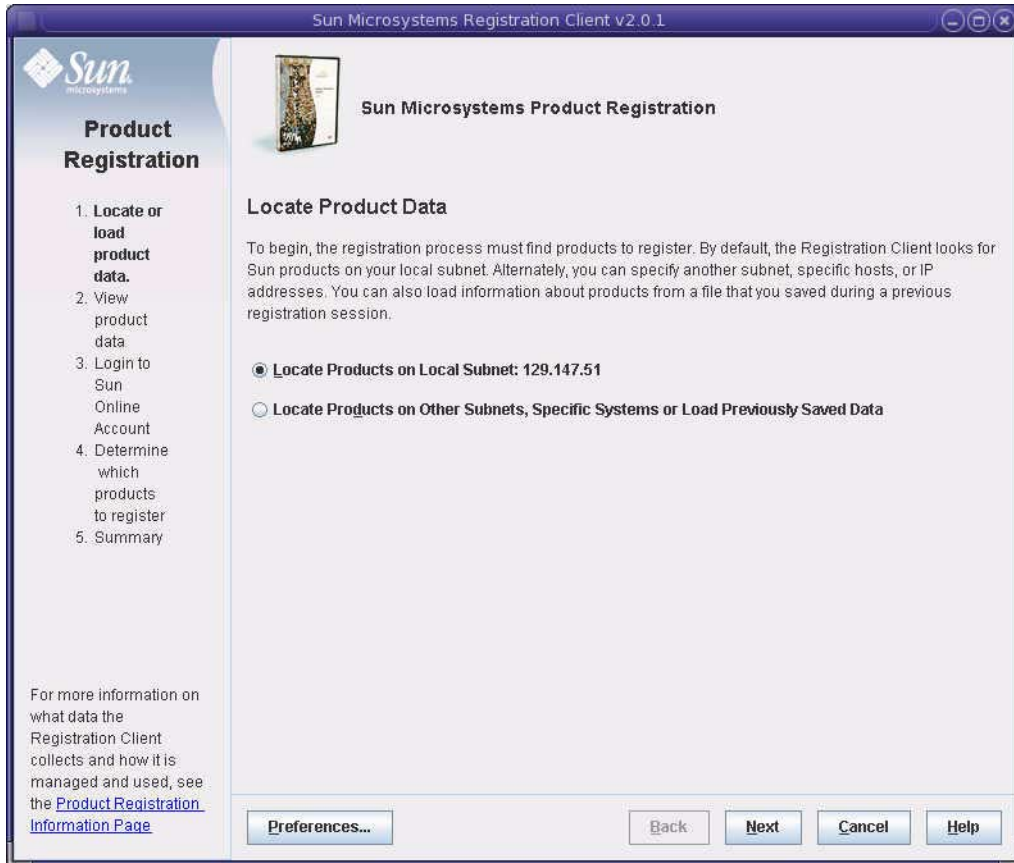 Sun Microsystems Registration Client v2.0.1
Sun
microsystems
Product
Registration
1. Locate or
load
product
data.
2. View
product
data
3. Login to
Sun
Online
Account
4. Determine
which
products
to register
5. Summary
For more information on
what data the
Registration Client
collects and how it is
managed and used, see
the Product Registration
Information Page
Sun Microsystems Product Registration
Locate Product Data
To begin, the registration process must find products to register. By default, the Registration Client looks for
Sun products on your local subnet. Alternately, you can specify another subnet, specific hosts, or IP
addresses. You can also load information about products from a file that you saved during a previous
registration session.
Locate Products on Local Subnet: 129.147.51
Locate Products on Other Subnets, Specific Systems or Load Previously Saved Data
Preferences...
Back
Next
Cancel
Help